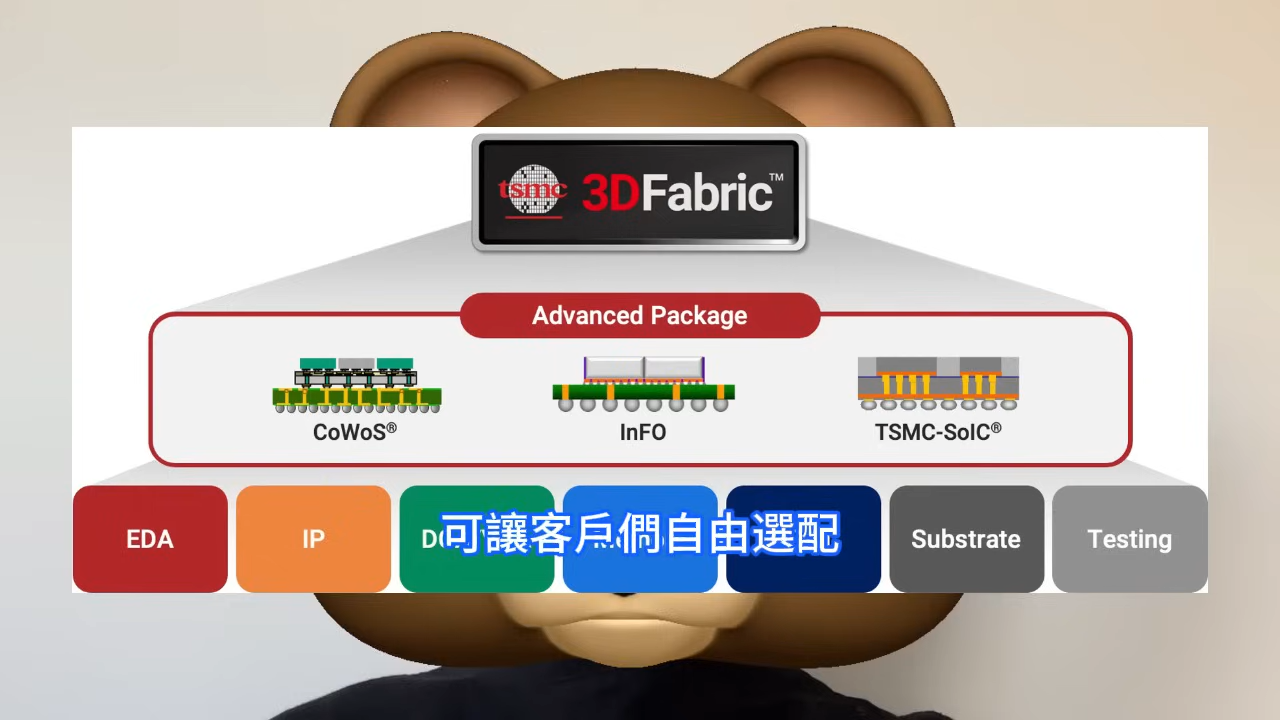 tsmc 3DFabric™
Advanced Package
CoWoS® InFO TSMC-SoIC®
EDA IP Substrate Testing
可讓客戶們自由選配